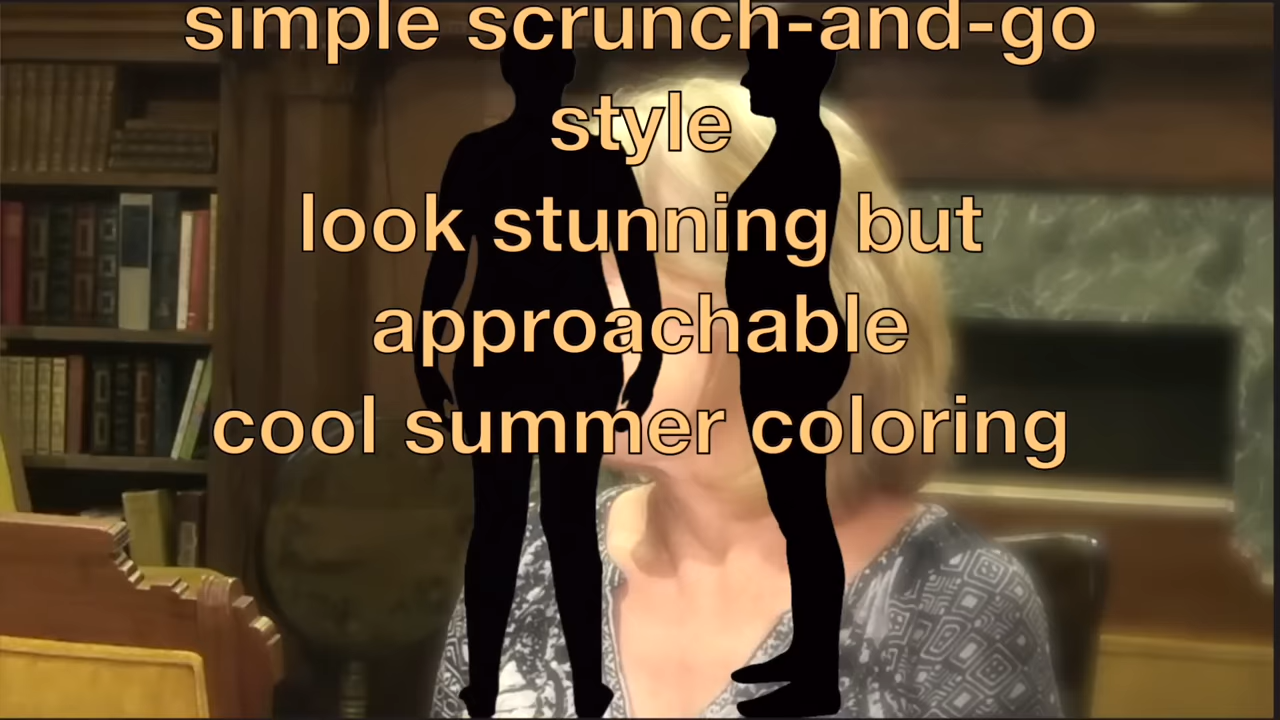 simple scrunch-and-go
style
look stunning but
approachable
cool summer coloring